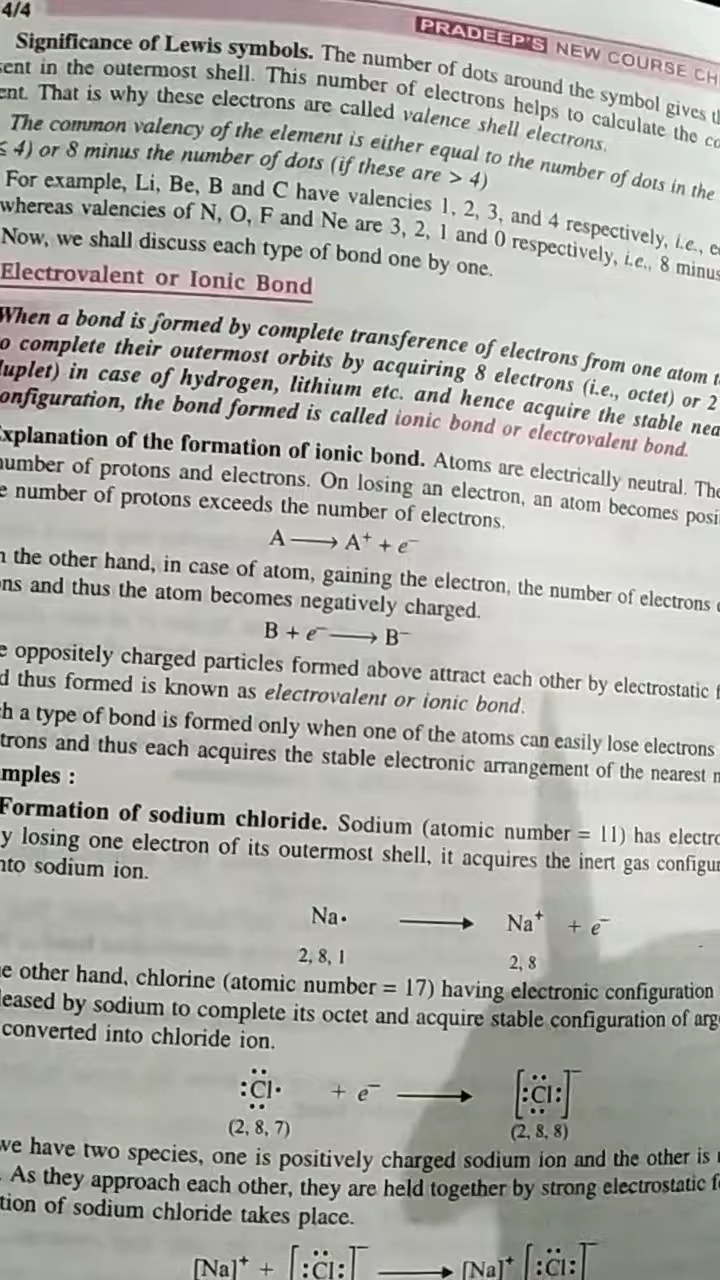 4/4
PRADEEP'S NEW COURSE CH
Significance of Lewis symbols. The number of dots around the symbol gives
sent in the outermost shell. This number of electrons helps to calculate the
ent. That is why these electrons are called valence shell electrons.
The common valency of the element is either equal to the number of dots in the
≤ 4) or 8 minus the number of dots (if these are > 4)
For example, Li, Be, B and C have valencies 1, 2, 3, and 4 respectively, i.e.,
whereas valencies of N, O, F and Ne are 3, 2, 1 and 0 respectively, i.e., 8 minus
Now, we shall discuss each type of bond one by one.
Electrovalent or Ionic Bond
When a bond is formed by complete transference of electrons from one atom
o complete their outermost orbits by acquiring 8 electrons (i.e., octet) or 2
duplet) in case of hydrogen, lithium etc. and hence acquire the stable nea
onfiguration, the bond formed is called ionic bond or electrovalent bond.
Explanation of the formation of ionic bond. Atoms are electrically neutral. The
number of protons and electrons. On losing an electron, an atom becomes posi
e number of protons exceeds the number of electrons.
A ⟶ A⁺ + e⁻
n the other hand, in case of atom, gaining the electron, the number of electrons
ons and thus the atom becomes negatively charged.
B + e⁻ ⟶ B⁻
e oppositely charged particles formed above attract each other by electrostatic f
d thus formed is known as electrovalent or ionic bond.
ch a type of bond is formed only when one of the atoms can easily lose electrons
trons and thus each acquires the stable electronic arrangement of the nearest n
mples :
Formation of sodium chloride. Sodium (atomic number = 11) has electro
y losing one electron of its outermost shell, it acquires the inert gas configur
nto sodium ion.
Na· ⟶ Na⁺ + e⁻
2, 8, 1 2, 8
e other hand, chlorine (atomic number = 17) having electronic configuration
leased by sodium to complete its octet and acquire stable configuration of arg
converted into chloride ion.
:C̈l· + e⁻ ⟶ [:C̈l:]⁻
(2, 8, 7) (2, 8, 8)
we have two species, one is positively charged sodium ion and the other is
. As they approach each other, they are held together by strong electrostatic f
tion of sodium chloride takes place.
[Na]⁺ + [:C̈l:]⁻ ⟶ [Na]⁺ [:C̈l:]⁻